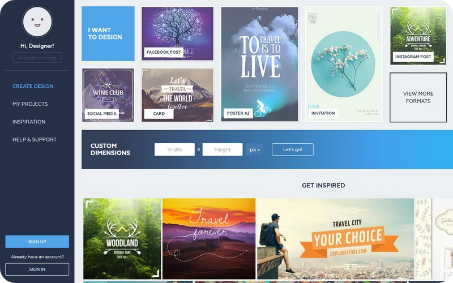 Hi, Designer!
CREATE DESIGN
MY PROJECTS
INSPIRATION
HELP & SUPPORT
SIGN UP
Already have an account?
SIGN IN
I WANT
TO DESIGN
FACEBOOK POST
WINE CLUB
SOCIAL MEDIA
Let's
TRAVEL
THE WORLD
together
CARD
TO TRAVEL
IS TO
LIVE
POSTER A2
INVITATION
INSTAGRAM POST
VIEW MORE
FORMATS
CUSTOM
DIMENSIONS
Width
x
Height
px
Let's go!
GET INSPIRED
WOODLAND
Travel
forever
TRAVEL CITY
YOUR CHOICE